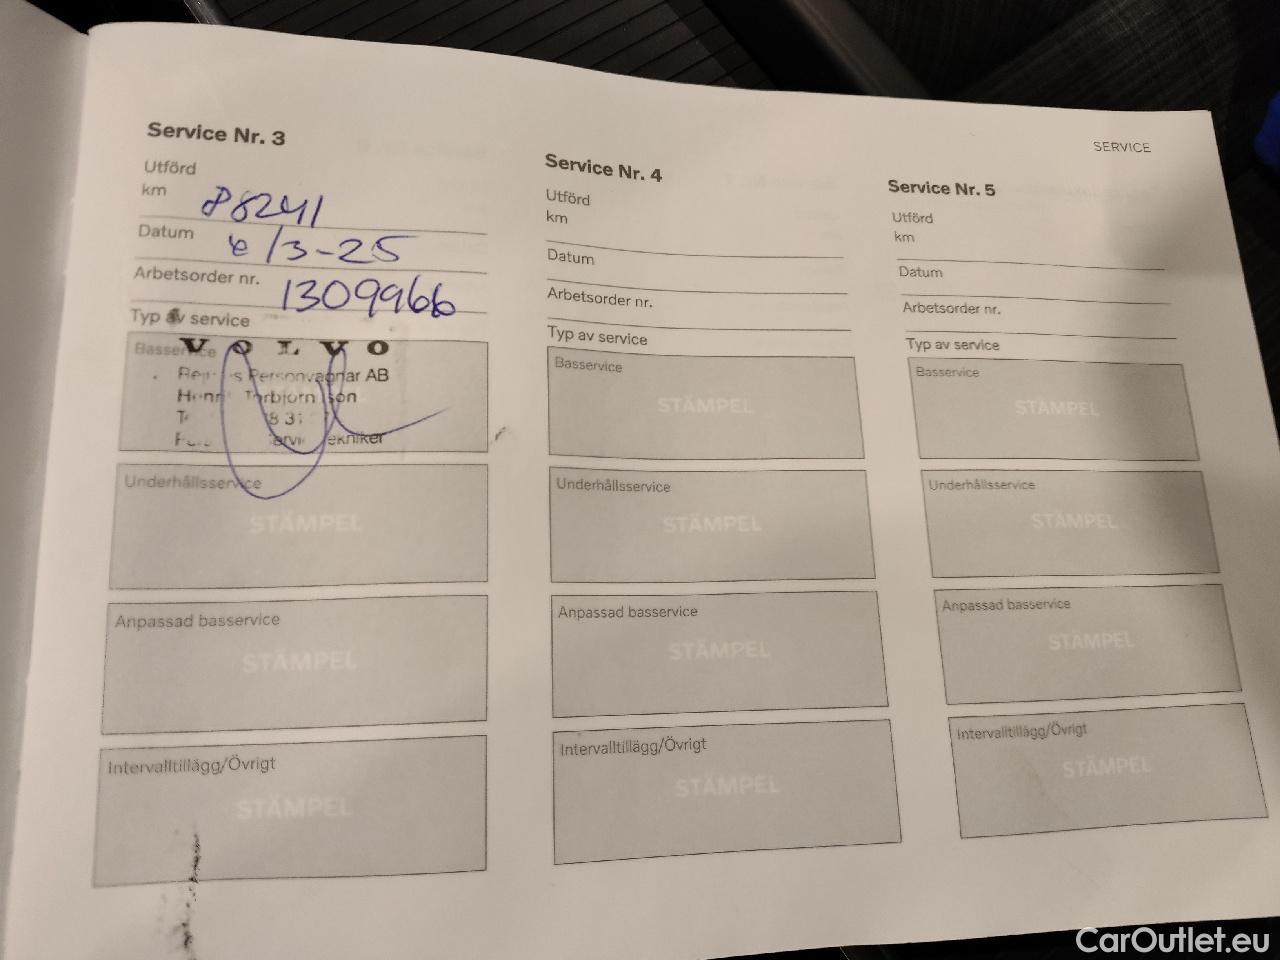 SERVICE
Service Nr. 3
Utförd
km 88241
Datum /3-25
Arbetsorder nr. 1309966
Typ av service
Basservice
VOLVO
Personvagnar AB
Underhållsservice
STÄMPEL
Anpassad basservice
STÄMPEL
Intervalltillägg/Övrigt
STÄMPEL
Service Nr. 4
Utförd
km
Datum
Arbetsorder nr.
Typ av service
Basservice
STÄMPEL
Underhållsservice
STÄMPEL
Anpassad basservice
STÄMPEL
Intervalltillägg/Övrigt
STÄMPEL
Service Nr. 5
Utförd
km
Datum
Arbetsorder nr.
Typ av service
Basservice
STÄMPEL
Underhållsservice
STÄMPEL
Anpassad basservice
STÄMPEL
Intervalltillägg/Övrigt
STÄMPEL
CarOutlet.eu